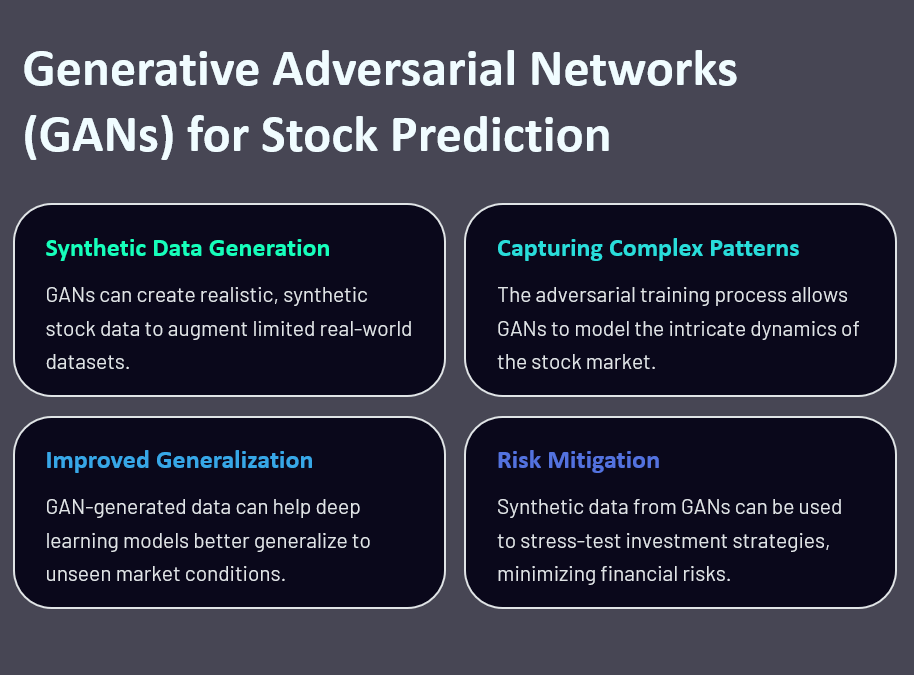 Generative Adversarial Networks
(GANs) for Stock Prediction
Synthetic Data Generation
GANs can create realistic, synthetic
stock data to augment limited real-world
datasets.
Capturing Complex Patterns
The adversarial training process allows
GANs to model the intricate dynamics of
the stock market.
Improved Generalization
GAN-generated data can help deep
learning models better generalize to
unseen market conditions.
Risk Mitigation
Synthetic data from GANs can be used
to stress-test investment strategies,
minimizing financial risks.